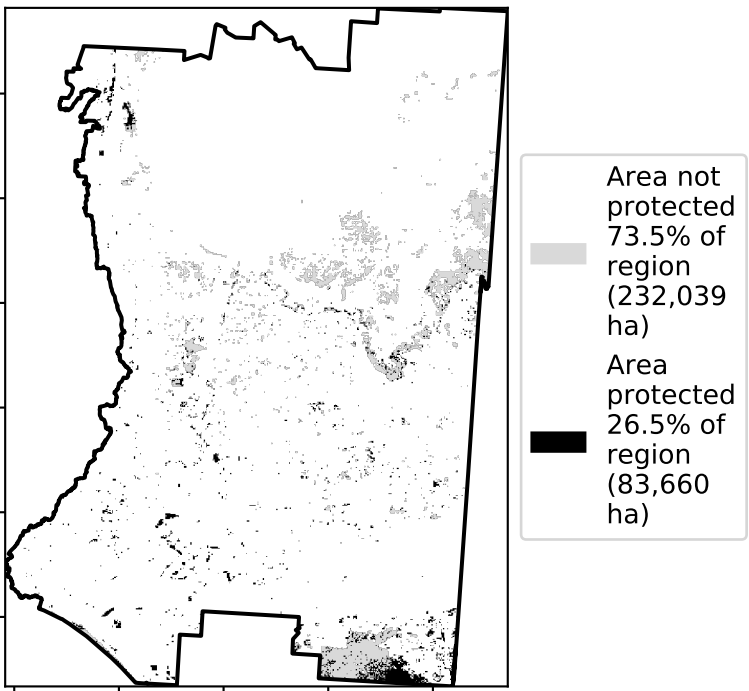 Area not
protected
73.5% of
region
(232,039
ha)
Area
protected
26.5% of
region
(83,660
ha)